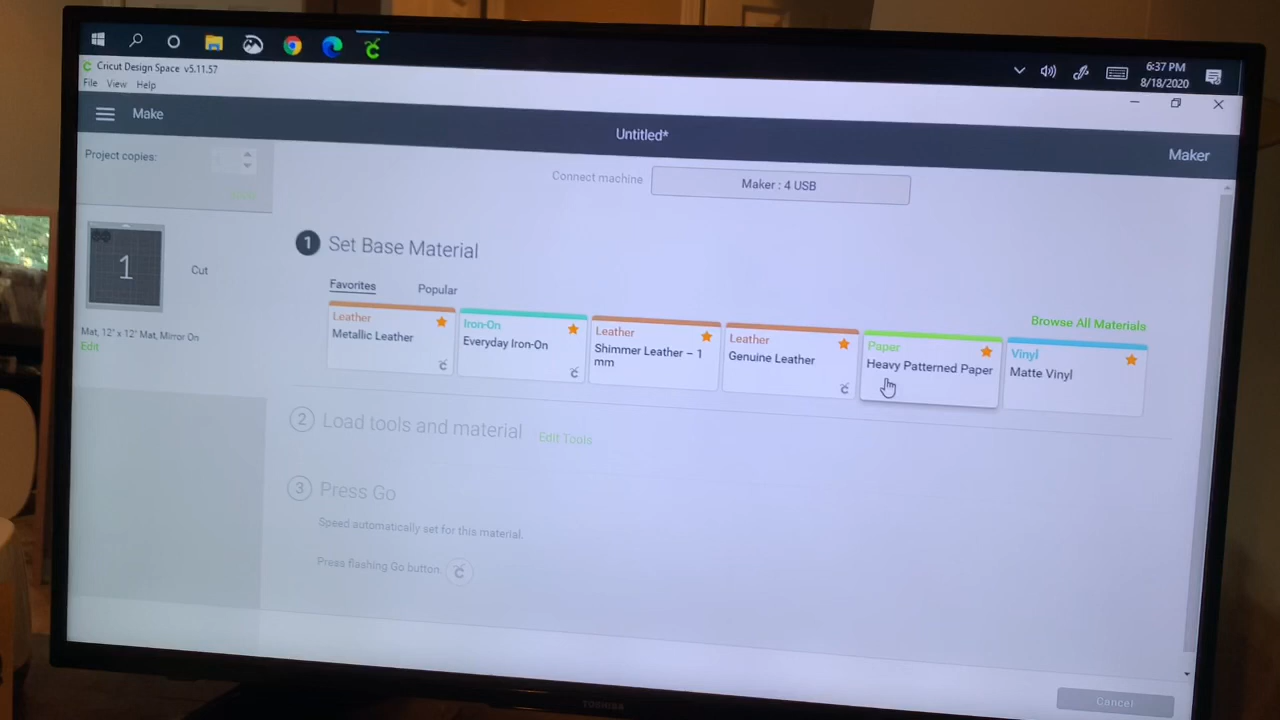 6:37 PM
8/18/2020
Cricut Design Space v5.11.57
File View Help
Make
Untitled*
Maker
Project copies:
Connect machine
Maker : 4 USB
1
Cut
Mat, 12" x 12" Mat, Mirror On
Edit
1 Set Base Material
Favorites Popular
Browse All Materials
Leather
Metallic Leather
Iron-On
Everyday Iron-On
Leather
Shimmer Leather – 1
mm
Leather
Genuine Leather
Paper
Heavy Patterned Paper
Vinyl
Matte Vinyl
2 Load tools and material Edit Tools
3 Press Go
Speed automatically set for this material.
Press flashing Go button.
Cancel
TOSHIBA